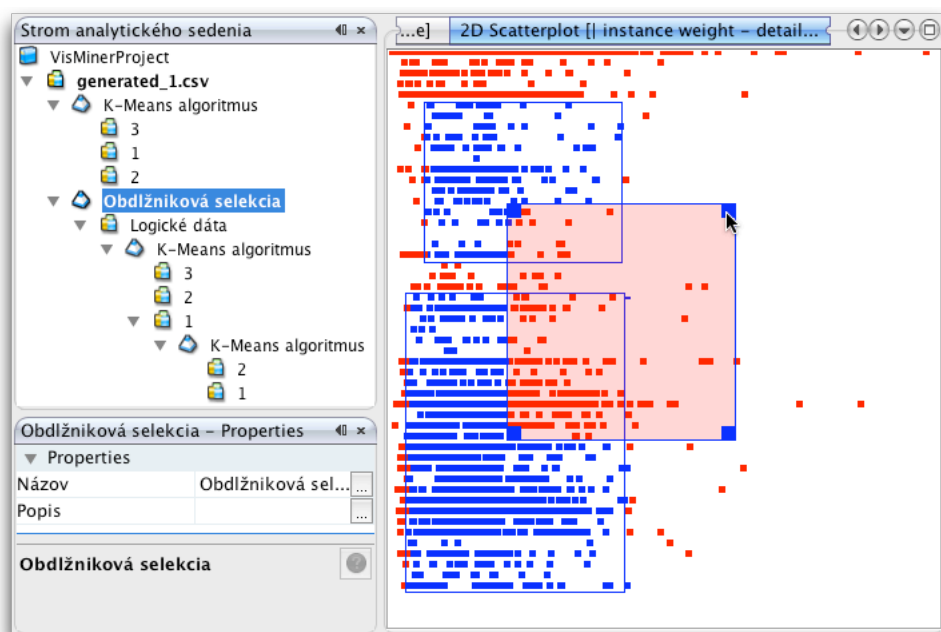 Strom analytického sedenia
...e]
2D Scatterplot [| instance weight – detail...
VisMinerProject
generated_1.csv
K-Means algoritmus
3
1
2
Obdlžniková selekcia
Logické dáta
K-Means algoritmus
3
2
1
K-Means algoritmus
2
1
Obdlžniková selekcia – Properties
Properties
Názov
Obdlžniková sel...
...
Popis
...
Obdlžniková selekcia
?